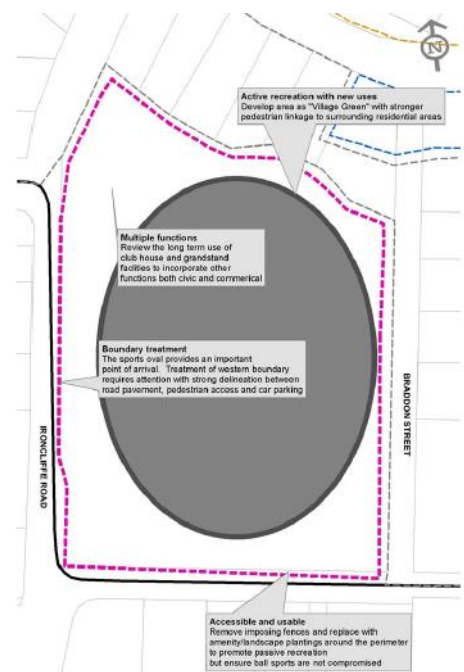 N
Active recreation with new uses
Develop area as "Village Green" with stronger
pedestrian linkage to surrounding residential areas
Multiple functions
Review the long term use of
club house and grandstand
faclities to incorporate other
functions both civic and commerical
Boundary treatment
The sports oval provides an important
point of arrival. Treatment of western boundary
requires attention with strong delineation between
road pavement, pedestrian access and car parking
IRONCLIFFE ROAD
BRADDON STREET
Accessible and usable
Remove imposing fences and replace with
amenity/landscape plantings around the perimeter
to promote passive recreation
but ensure ball sports are not compromised